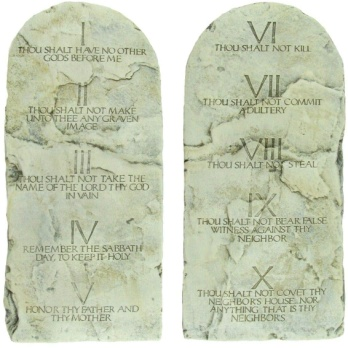 I
THOU SHALT HAVE NO OTHER
GODS BEFORE ME
II
THOU SHALT NOT MAKE
UNTO THEE ANY GRAVEN
IMAGE
III
THOU SHALT NOT TAKE THE
NAME OF THE LORD THY GOD
IN VAIN
IV
REMEMBER THE SABBATH
DAY, TO KEEP IT HOLY
V
HONOR THY FATHER AND
THY MOTHER
VI
THOU SHALT NOT KILL
VII
THOU SHALT NOT COMMIT
ADULTERY
VIII
THOU SHALT NOT STEAL
IX
THOU SHALT NOT BEAR FALSE
WITNESS AGAINST THY
NEIGHBOR
X
THOU SHALT NOT COVET THY
NEIGHBOR'S HOUSE, NOR
ANYTHING THAT IS THY
NEIGHBORS